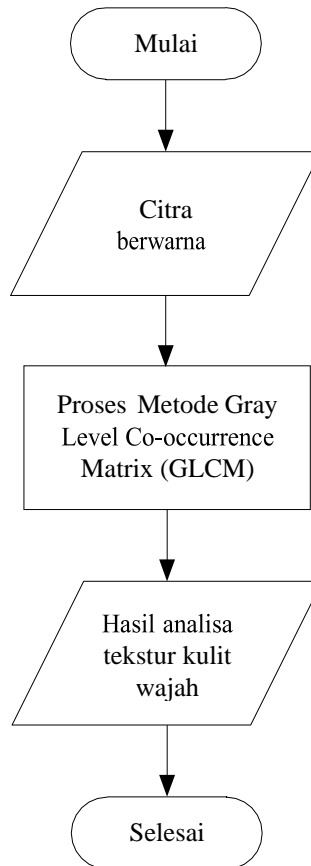 Mulai
Citra
berwarna
Proses Metode Gray
Level Co-occurrence
Matrix (GLCM)
Hasil analisa
tekstur kulit
wajah
Selesai